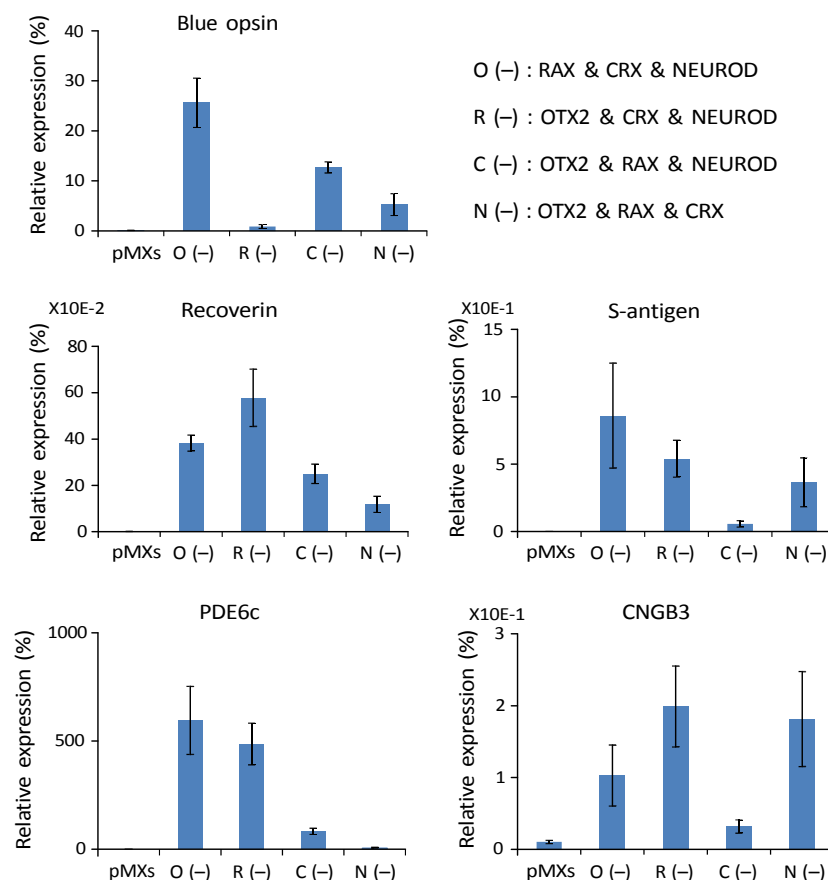 Blue opsin
Relative expression (%)
40
30
20
10
0
pMXs O (–) R (–) C (–) N (–)
O (–) : RAX & CRX & NEUROD
R (–) : OTX2 & CRX & NEUROD
C (–) : OTX2 & RAX & NEUROD
N (–) : OTX2 & RAX & CRX
X10E-2
Recoverin
Relative expression (%)
80
60
40
20
0
pMXs O (–) R (–) C (–) N (–)
X10E-1
S-antigen
Relative expression (%)
15
10
5
0
pMXs O (–) R (–) C (–) N (–)
PDE6c
Relative expression (%)
1000
500
0
pMXs O (–) R (–) C (–) N (–)
X10E-1
CNGB3
Relative expression (%)
3
2
1
0
pMXs O (–) R (–) C (–) N (–)